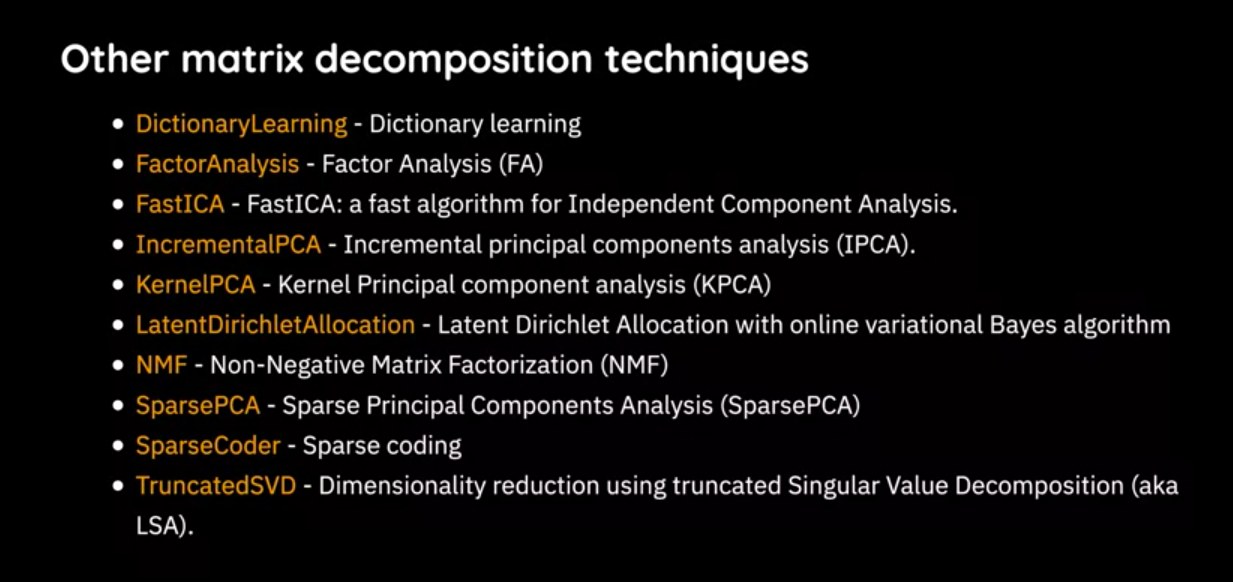 Other matrix decomposition techniques
• DictionaryLearning - Dictionary learning
• FactorAnalysis - Factor Analysis (FA)
• FastICA - FastICA: a fast algorithm for Independent Component Analysis.
• IncrementalPCA - Incremental principal components analysis (IPCA).
• KernelPCA - Kernel Principal component analysis (KPCA)
• LatentDirichletAllocation - Latent Dirichlet Allocation with online variational Bayes algorithm
• NMF - Non-Negative Matrix Factorization (NMF)
• SparsePCA - Sparse Principal Components Analysis (SparsePCA)
• SparseCoder - Sparse coding
• TruncatedSVD - Dimensionality reduction using truncated Singular Value Decomposition (aka
LSA).